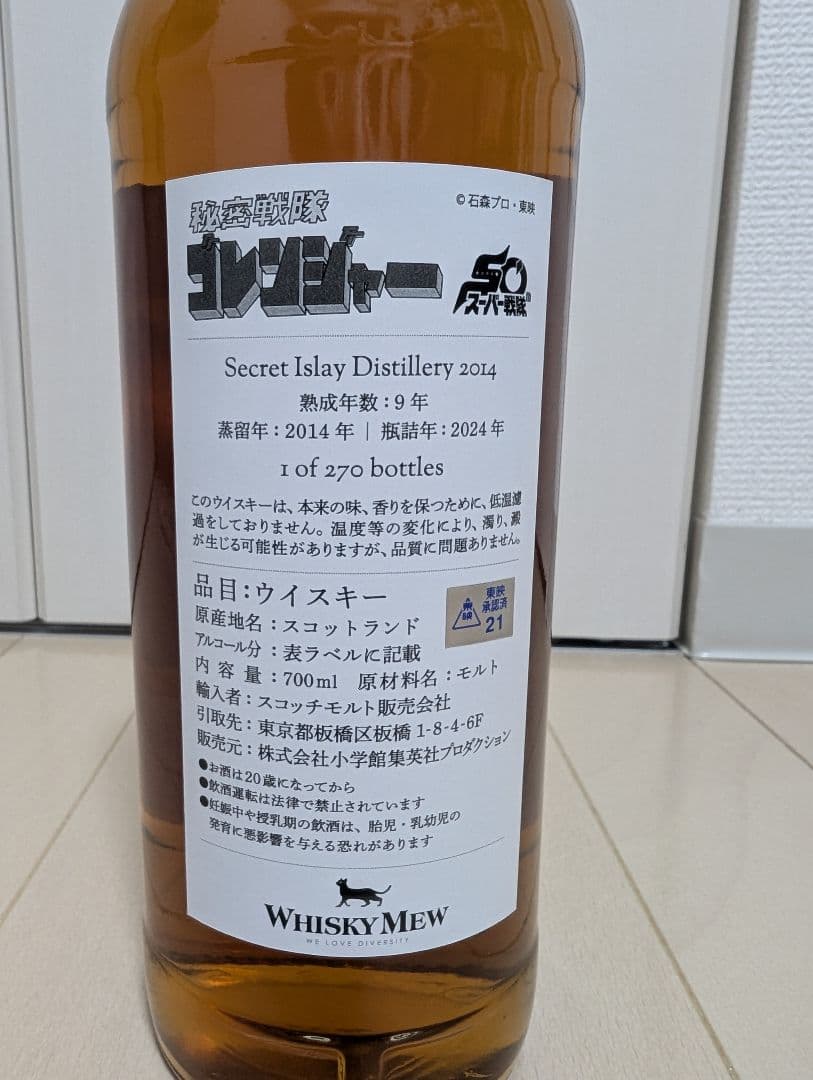 © 石森プロ・東映
秘密戦隊
ゴレンジャー
50
スーパー戦隊
Secret Islay Distillery 2014
熟成年数：9年
蒸留年：2014年 | 瓶詰年：2024年
1 of 270 bottles
このウイスキーは、本来の味、香りを保つために、低温濾
過をしておりません。温度等の変化により、濁り、澱
が生じる可能性がありますが、品質に問題ありません。
品目：ウイスキー
原産地名：スコットランド
アルコール分：表ラベルに記載
内容量：700ml 原材料名：モルト
輸入者：スコッチモルト販売会社
引取先：東京都板橋区板橋 1-8-4-6F
販売元：株式会社小学館集英社プロダクション
東映
東映
承認済
21
●お酒は20歳になってから
●飲酒運転は法律で禁止されています
●妊娠中や授乳期の飲酒は、胎児・乳幼児の
発育に悪影響を与える恐れがあります
WHISKY MEW
WE LOVE DIVERSITY